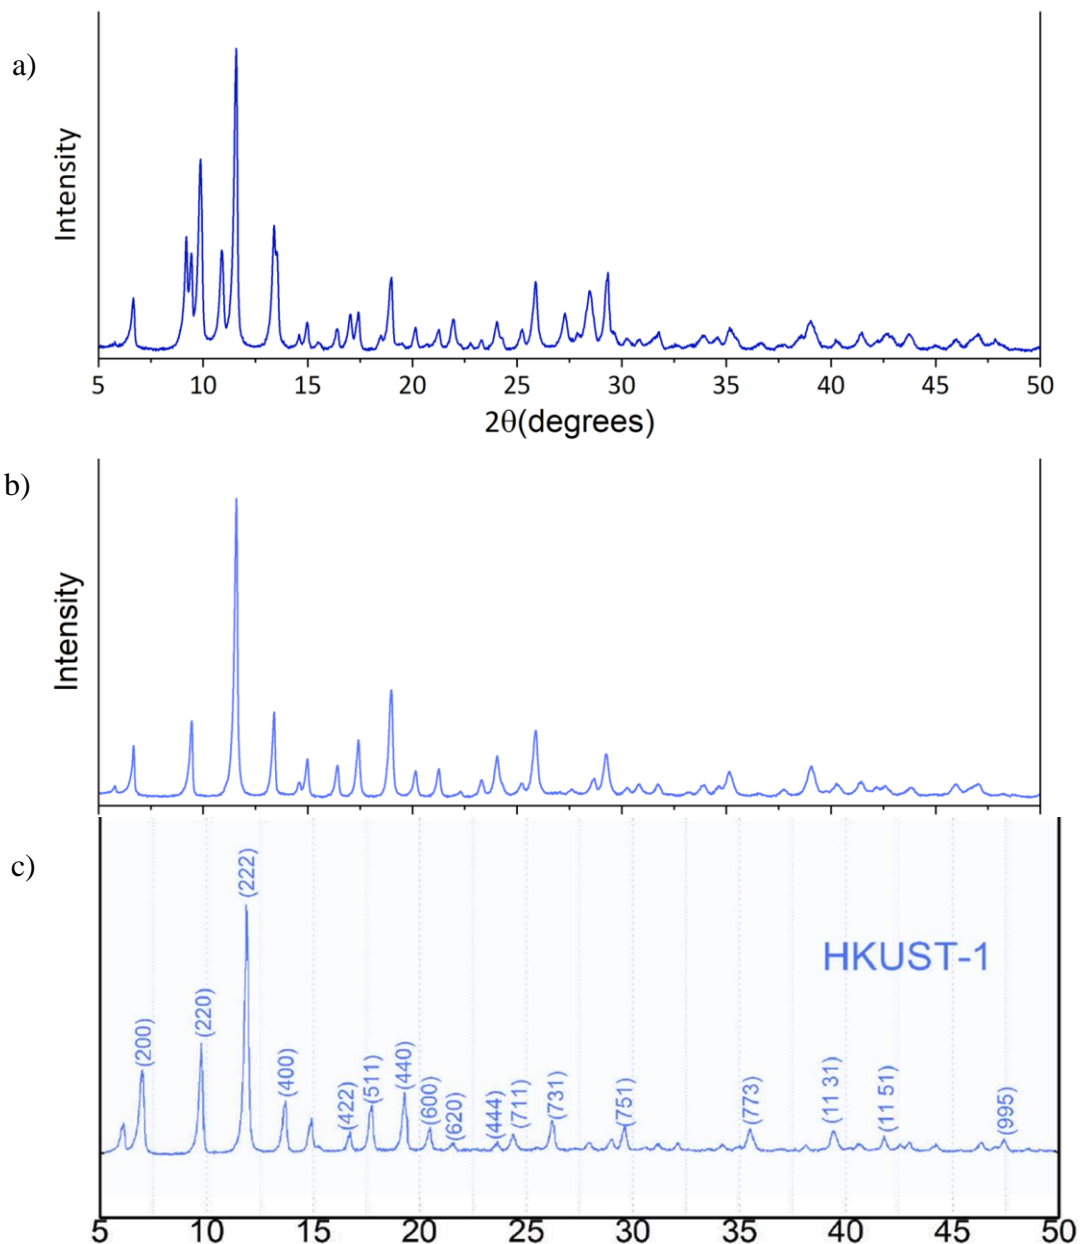 a)
Intensity
5 10 15 20 25 30 35 40 45 50
2θ(degrees)
b)
Intensity
c)
(200)
(220)
(222)
(400)
(422)
(511)
(440)
(600)
(620)
(444)
(711)
(731)
(751)
(773)
(11 31)
(11 51)
(995)
HKUST-1
5 10 15 20 25 30 35 40 45 50